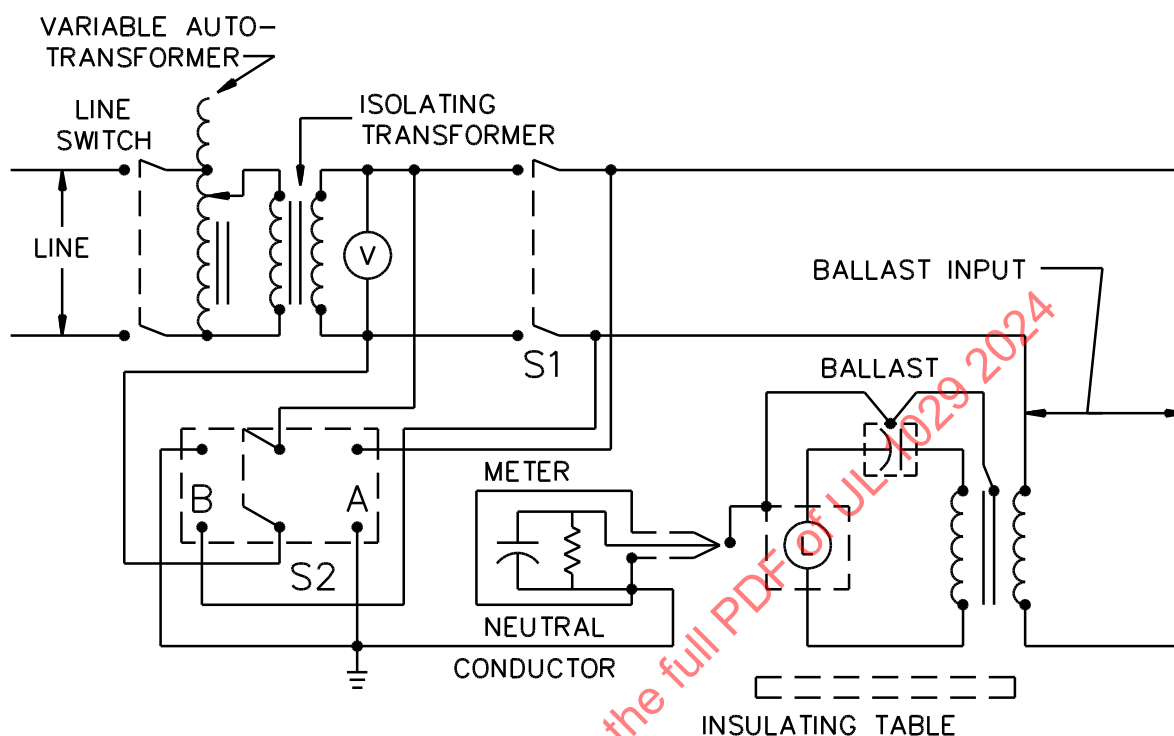 VARIABLE AUTO-
TRANSFORMER
LINE
SWITCH
ISOLATING
TRANSFORMER
LINE
V
BALLAST INPUT
S1
BALLAST
B
A
S2
METER
L
NEUTRAL
CONDUCTOR
INSULATING TABLE
the full PDF of UL 1029 2024